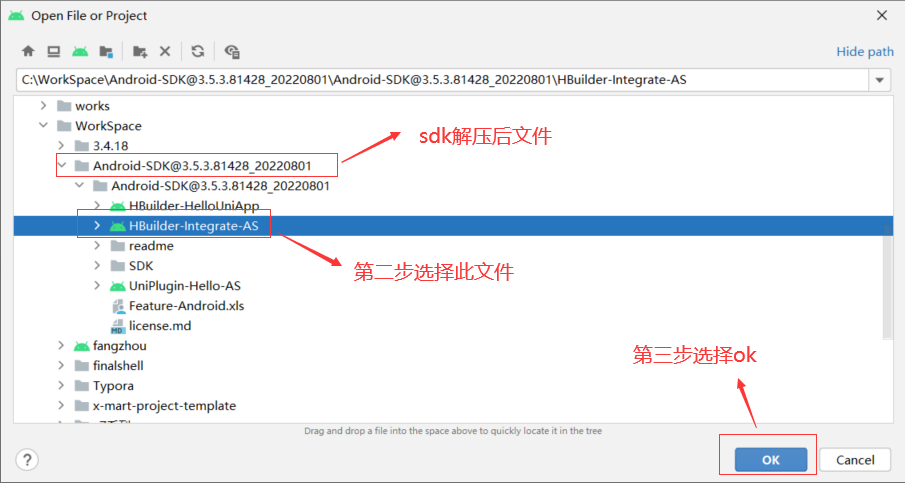 Open File or Project
Hide path
C:\WorkSpace\Android-SDK@3.5.3.81428_20220801\Android-SDK@3.5.3.81428_20220801\HBuilder-Integrate-AS
works
WorkSpace
3.4.18
Android-SDK@3.5.3.81428_20220801
sdk解压后文件
Android-SDK@3.5.3.81428_20220801
HBuilder-HelloUniApp
HBuilder-Integrate-AS
readme
第二步选择此文件
SDK
UniPlugin-Hello-AS
Feature-Android.xls
MD
license.md
fangzhou
第三步选择ok
finalshell
Typora
x-mart-project-template
Drag and drop a file into the space above to quickly locate it in the tree
?
OK
Cancel